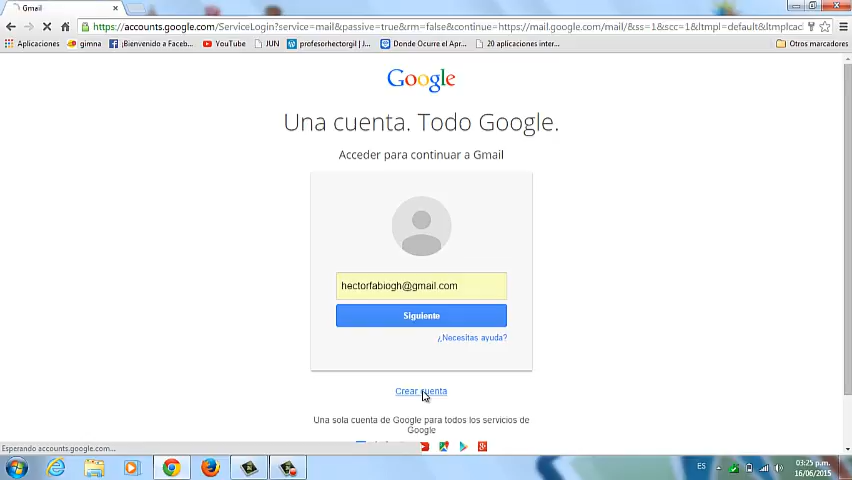 Gmail
https://accounts.google.com/ServiceLogin?service=mail&passive=true&rm=false&continue=https://mail.google.com/mail/&ss=1&scc=1&ltmpl=default&ltmplcad
Aplicaciones gimna ¡Bienvenido a Faceb... YouTube JUN profesorhectorgil | J... Donde Ocurre el Apr... 20 aplicaciones inter... Otros marcadores
Google
Una cuenta. Todo Google.
Acceder para continuar a Gmail
hectorfabiogh@gmail.com
Siguiente
¿Necesitas ayuda?
Crear cuenta
Una sola cuenta de Google para todos los servicios de
Google
Esperando accounts.google.com...
ES
03:25 p.m.
16/06/2015